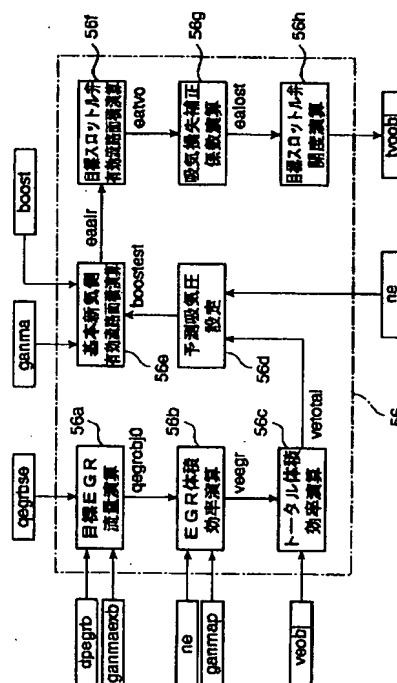 qegrbse
ganma
boost
dpegrb
ganmaexb
目標EGR
流量演算
56a
qegrobj0
ne
ganmap
EGR体積
効率演算
56b
veegr
veobj
トータル体積
効率演算
56c
vetotal
予測吸気圧
設定
56d
boostest
基本新気側
有効流路面積演算
56e
eaair
目標スロットル弁
有効流路面積演算
56f
eatvo
吸気損失補正
係数演算
56g
ealost
目標スロットル弁
開度演算
56h
tvoobj
ne
56